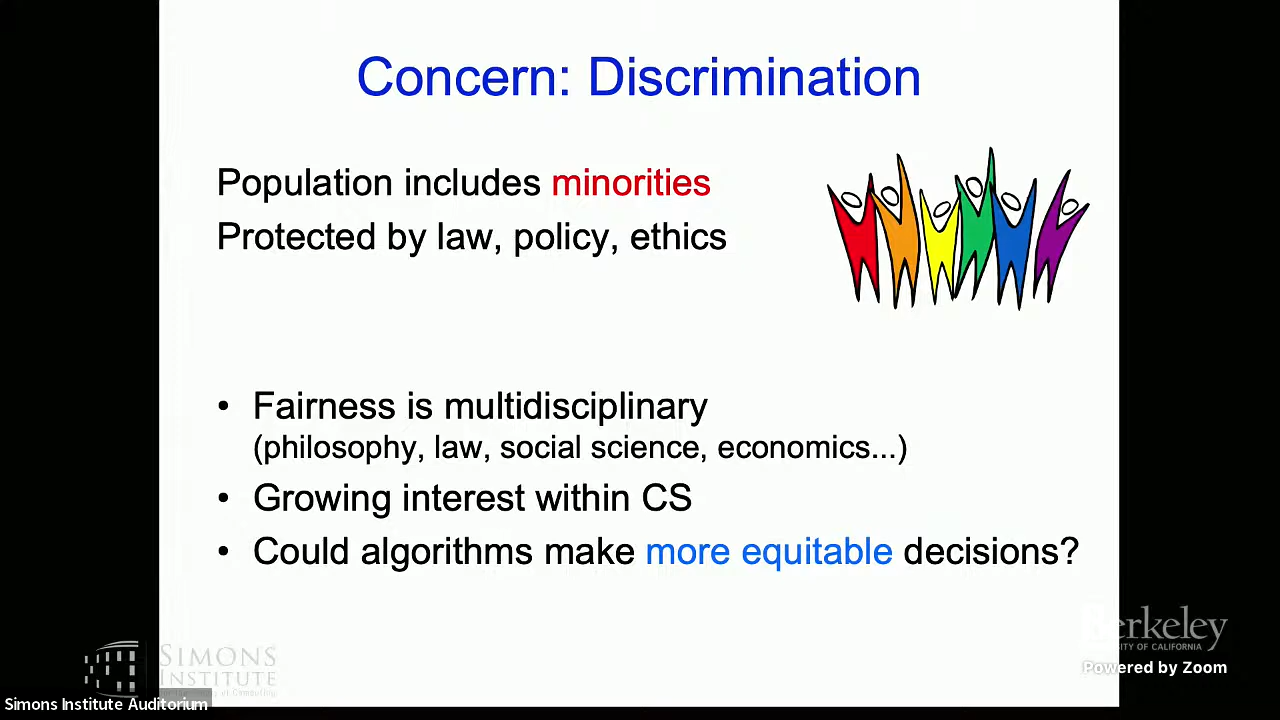 Concern: Discrimination
Population includes minorities
Protected by law, policy, ethics
• Fairness is multidisciplinary
(philosophy, law, social science, economics...)
• Growing interest within CS
• Could algorithms make more equitable decisions?
SIMONS
INSTITUTE
Berkeley
OF CALIFORNIA
Powered by Zoom
Simons Institute Auditorium